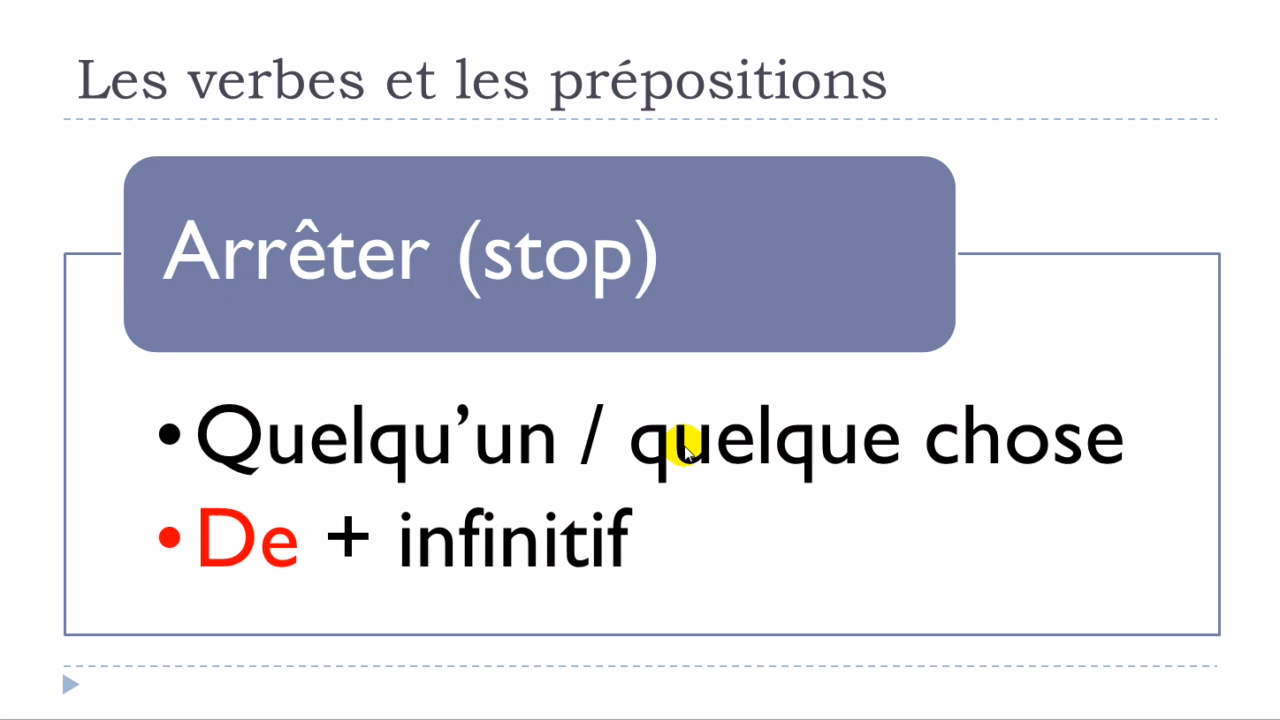 Les verbes et les prépositions
Arrêter (stop)
•Quelqu’un / quelque chose
•De + infinitif